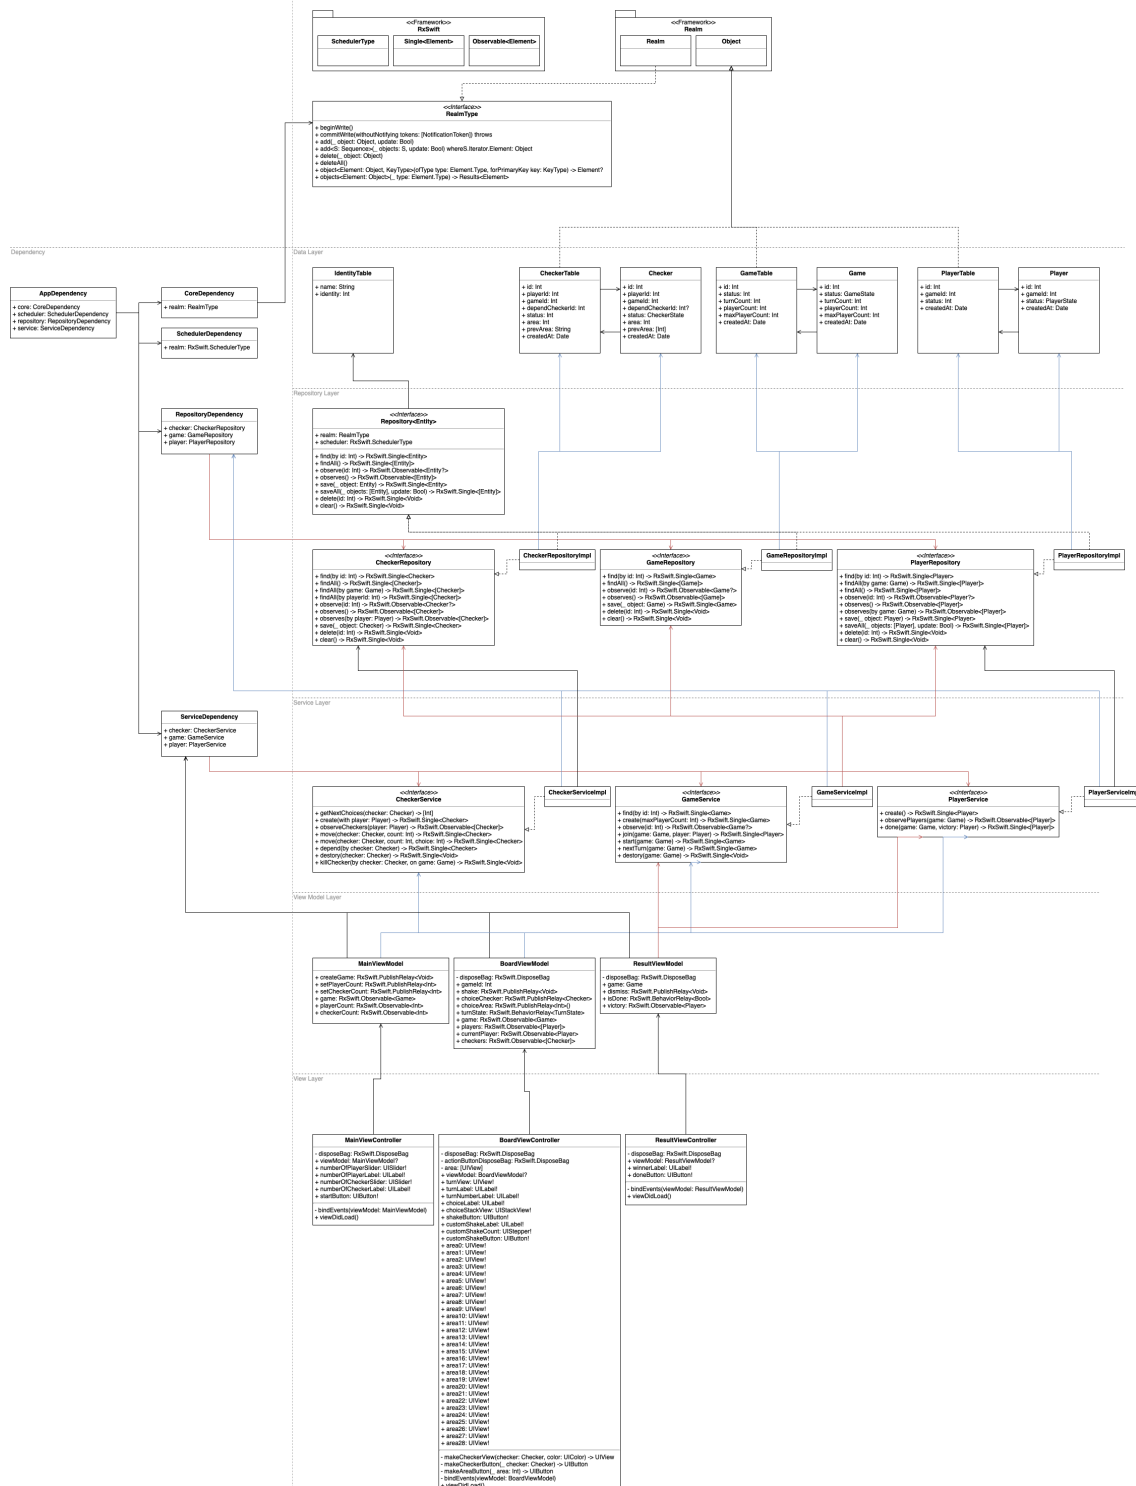 <<Framework>>
RxSwift
SchedulerType
Single<Element>
Observable<Element>
<<Framework>>
Realm
Realm
Object
<<Interface>>
RealmType
+ beginWrite()
+ commitWrite(withoutNotifying tokens: [NotificationToken]) throws
+ add(_ object: Object, update: Bool)
+ add<S: Sequence>(_ objects: S, update: Bool) whereS.Iterator.Element: Object
+ delete(_ object: Object)
+ deleteAll()
+ object<Element: Object, KeyType>(ofType type: Element.Type, forPrimaryKey key: KeyType) -> Element?
+ objects<Element: Object>(_ type: Element.Type) -> Results<Element>
Dependency
Data Layer
AppDependency
+ core: CoreDependency
+ scheduler: SchedulerDependency
+ repository: RepositoryDependency
+ service: ServiceDependency
CoreDependency
+ realm: RealmType
SchedulerDependency
+ realm: RxSwift.SchedulerType
IdentityTable
+ name: String
+ identity: Int
CheckerTable
+ id: Int
+ playerId: Int
+ gameId: Int
+ dependCheckerId: Int
+ status: Int
+ area: Int
+ prevArea: String
+ createdAt: Date
Checker
+ id: Int
+ playerId: Int
+ gameId: Int
+ dependCheckerId: Int?
+ status: CheckerState
+ area: Int
+ prevArea: [Int]
+ createdAt: Date
GameTable
+ id: Int
+ status: Int
+ turnCount: Int
+ playerCount: Int
+ maxPlayerCount: Int
+ createdAt: Date
Game
+ id: Int
+ status: GameState
+ turnCount: Int
+ playerCount: Int
+ maxPlayerCount: Int
+ createdAt: Date
PlayerTable
+ id: Int
+ gameId: Int
+ status: Int
+ createdAt: Date
Player
+ id: Int
+ gameId: Int
+ status: PlayerState
+ createdAt: Date
Repository Layer
RepositoryDependency
+ checker: CheckerRepository
+ game: GameRepository
+ player: PlayerRepository
<<Interface>>
Repository<Entity>
+ realm: RealmType
+ scheduler: RxSwift.SchedulerType
+ find(by id: Int) -> RxSwift.Single<Entity>
+ findAll() -> RxSwift.Single<[Entity]>
+ observe(id: Int) -> RxSwift.Observable<Entity?>
+ observes() -> RxSwift.Observable<[Entity]>
+ save(_ object: Entity) -> RxSwift.Single<Entity>
+ saveAll(_ objects: [Entity], update: Bool) -> RxSwift.Single<[Entity]>
+ delete(id: Int) -> RxSwift.Single<Void>
+ clear() -> RxSwift.Single<Void>
<<Interface>>
CheckerRepository
+ find(by id: Int) -> RxSwift.Single<Checker>
+ findAll() -> RxSwift.Single<[Checker]>
+ findAll(by game: Game) -> RxSwift.Single<[Checker]>
+ findAll(by playerId: Int) -> RxSwift.Single<[Checker]>
+ observe(id: Int) -> RxSwift.Observable<Checker?>
+ observes() -> RxSwift.Observable<[Checker]>
+ observes(by player: Player) -> RxSwift.Observable<[Checker]>
+ save(_ object: Checker) -> RxSwift.Single<Checker>
+ delete(id: Int) -> RxSwift.Single<Void>
+ clear() -> RxSwift.Single<Void>
CheckerRepositoryImpl
<<Interface>>
GameRepository
+ find(by id: Int) -> RxSwift.Single<Game>
+ findAll() -> RxSwift.Single<[Game]>
+ observe(id: Int) -> RxSwift.Observable<Game?>
+ observes() -> RxSwift.Observable<[Game]>
+ save(_ object: Game) -> RxSwift.Single<Game>
+ delete(id: Int) -> RxSwift.Single<Void>
+ clear() -> RxSwift.Single<Void>
GameRepositoryImpl
<<Interface>>
PlayerRepository
+ find(by id: Int) -> RxSwift.Single<Player>
+ findAll(by game: Game) -> RxSwift.Single<[Player]>
+ findAll() -> RxSwift.Single<[Player]>
+ observe(id: Int) -> RxSwift.Observable<Player?>
+ observes() -> RxSwift.Observable<[Player]>
+ observes(by game: Game) -> RxSwift.Observable<[Player]>
+ save(_ object: Player) -> RxSwift.Single<Player>
+ saveAll(_ objects: [Player], update: Bool) -> RxSwift.Single<[Player]>
+ delete(id: Int) -> RxSwift.Single<Void>
+ clear() -> RxSwift.Single<Void>
PlayerRepositoryImpl
Service Layer
ServiceDependency
+ checker: CheckerService
+ game: GameService
+ player: PlayerService
<<Interface>>
CheckerService
+ getNextChoices(checker: Checker) -> [Int]
+ create(with player: Player) -> RxSwift.Single<Checker>
+ observeCheckers(player: Player) -> RxSwift.Observable<[Checker]>
+ move(checker: Checker, count: Int) -> RxSwift.Single<Checker>
+ move(checker: Checker, count: Int, choice: Int) -> RxSwift.Single<Checker>
+ depend(by checker: Checker) -> RxSwift.Single<Checker>
+ destory(checker: Checker) -> RxSwift.Single<Void>
+ killChecker(by checker: Checker, on game: Game) -> RxSwift.Single<Void>
CheckerServiceImpl
<<Interface>>
GameService
+ find(by id: Int) -> RxSwift.Single<Game>
+ create(maxPlayerCount: Int) -> RxSwift.Single<Game>
+ observe(id: Int) -> RxSwift.Observable<Game?>
+ join(game: Game, player: Player) -> RxSwift.Single<Player>
+ start(game: Game) -> RxSwift.Single<Game>
+ nextTurn(game: Game) -> RxSwift.Single<Game>
+ destory(game: Game) -> RxSwift.Single<Void>
GameServiceImpl
<<Interface>>
PlayerService
+ create() -> RxSwift.Single<Player>
+ observePlayers(game: Game) -> RxSwift.Observable<[Player]>
+ done(game: Game, victory: Player) -> RxSwift.Single<[Player]>
PlayerServiceImpl
View Model Layer
MainViewModel
+ createGame: RxSwift.PublishRelay<Void>
+ setPlayerCount: RxSwift.PublishRelay<Int>
+ setCheckerCount: RxSwift.PublishRelay<Int>
+ game: RxSwift.Observable<Game>
+ playerCount: RxSwift.Observable<Int>
+ checkerCount: RxSwift.Observable<Int>
BoardViewModel
- disposeBag: RxSwift.DisposeBag
+ gameId: Int
+ shake: RxSwift.PublishRelay<Void>
+ choiceChecker: RxSwift.PublishRelay<Checker>
+ choiceArea: RxSwift.PublishRelay<Int>()
+ turnState: RxSwift.BehaviorRelay<TurnState>
+ game: RxSwift.Observable<Game>
+ players: RxSwift.Observable<[Player]>
+ currentPlayer: RxSwift.Observable<Player>
+ checkers: RxSwift.Observable<[Checker]>
ResultViewModel
- disposeBag: RxSwift.DisposeBag
+ game: Game
+ dismiss: RxSwift.PublishRelay<Void>
+ isDone: RxSwift.BehaviorRelay<Bool>
+ victory: RxSwift.Observable<Player>
View Layer
MainViewController
- disposeBag: RxSwift.DisposeBag
+ viewModel: MainViewModel?
+ numberOfPlayerSlider: UISlider!
+ numberOfPlayerLabel: UILabel!
+ numberOfCheckerSlider: UISlider!
+ numberOfCheckerLabel: UILabel!
+ startButton: UIButton!
- bindEvents(viewModel: MainViewModel)
+ viewDidLoad()
BoardViewController
- disposeBag: RxSwift.DisposeBag
- actionButtonDisposeBag: RxSwift.DisposeBag
- area: [UIView]
+ viewModel: BoardViewModel?
+ turnView: UIView!
+ turnLabel: UILabel!
+ turnNumberLabel: UILabel!
+ choiceLabel: UILabel!
+ choiceStackView: UIStackView!
+ shakeButton: UIButton!
+ customShakeLabel: UILabel!
+ customShakeCount: UIStepper!
+ customShakeButton: UIButton!
+ area0: UIView!
+ area1: UIView!
+ area2: UIView!
+ area3: UIView!
+ area4: UIView!
+ area5: UIView!
+ area6: UIView!
+ area7: UIView!
+ area8: UIView!
+ area9: UIView!
+ area10: UIView!
+ area11: UIView!
+ area12: UIView!
+ area13: UIView!
+ area14: UIView!
+ area15: UIView!
+ area16: UIView!
+ area17: UIView!
+ area18: UIView!
+ area19: UIView!
+ area20: UIView!
+ area21: UIView!
+ area22: UIView!
+ area23: UIView!
+ area24: UIView!
+ area25: UIView!
+ area26: UIView!
+ area27: UIView!
+ area28: UIView!
- makeCheckerView(checker: Checker, color: UIColor) -> UIView
- makeCheckerButton(_ checker: Checker) -> UIButton
- makeAreaButton(_ area: Int) -> UIButton
- bindEvents(viewModel: BoardViewModel)
+ viewDidLoad()
ResultViewController
- disposeBag: RxSwift.DisposeBag
+ viewModel: ResultViewModel?
+ winnerLabel: UILabel!
+ doneButton: UIButton!
- bindEvents(viewModel: ResultViewModel)
+ viewDidLoad()